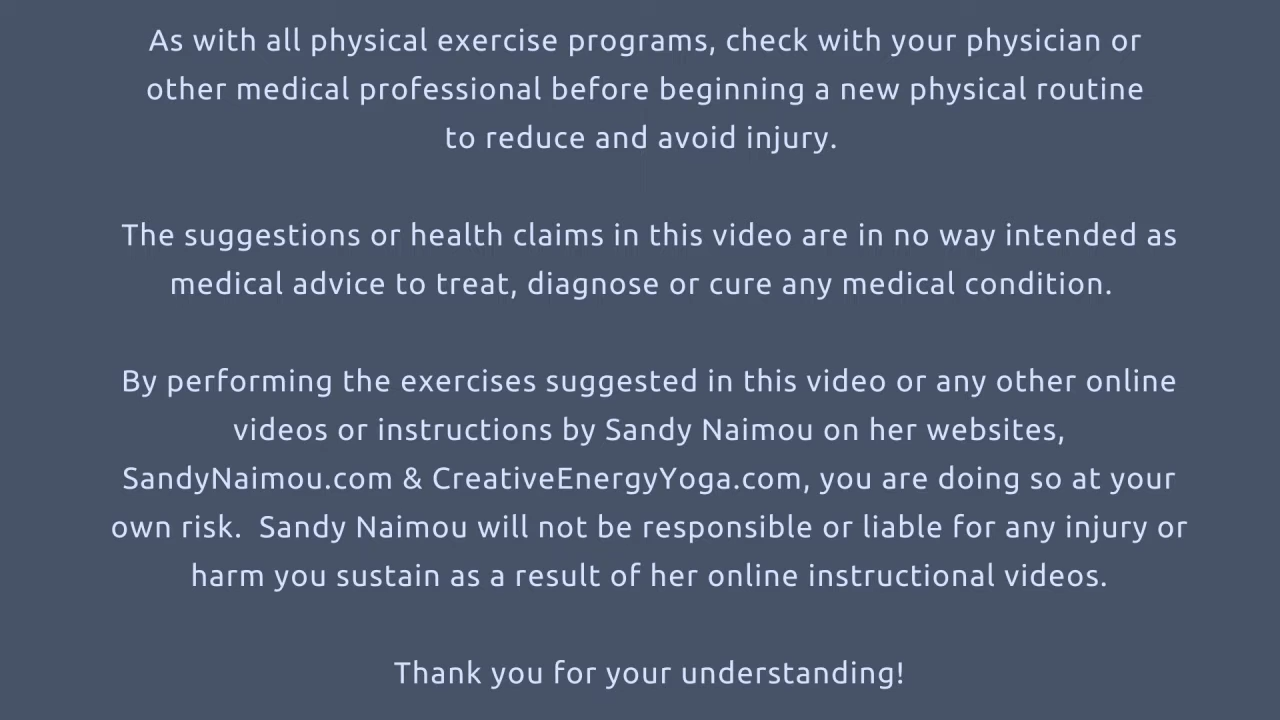 As with all physical exercise programs, check with your physician or
other medical professional before beginning a new physical routine
to reduce and avoid injury.
The suggestions or health claims in this video are in no way intended as
medical advice to treat, diagnose or cure any medical condition.
By performing the exercises suggested in this video or any other online
videos or instructions by Sandy Naimou on her websites,
SandyNaimou.com & CreativeEnergyYoga.com, you are doing so at your
own risk.  Sandy Naimou will not be responsible or liable for any injury or
harm you sustain as a result of her online instructional videos.
Thank you for your understanding!